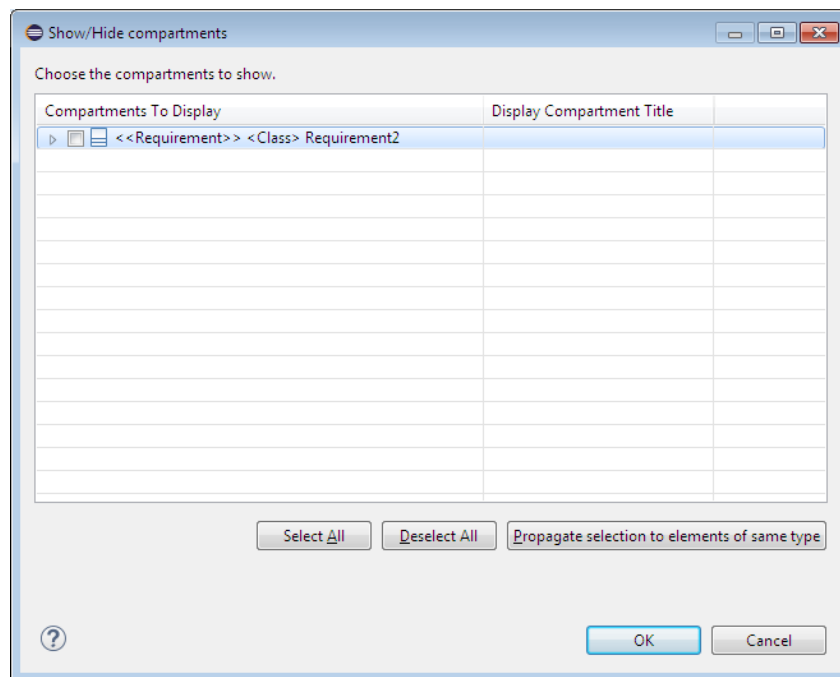 Show/Hide compartments
Choose the compartments to show.
Compartments To Display Display Compartment Title
<<Requirement>> <Class> Requirement2
Select All Deselect All Propagate selection to elements of same type
? OK Cancel